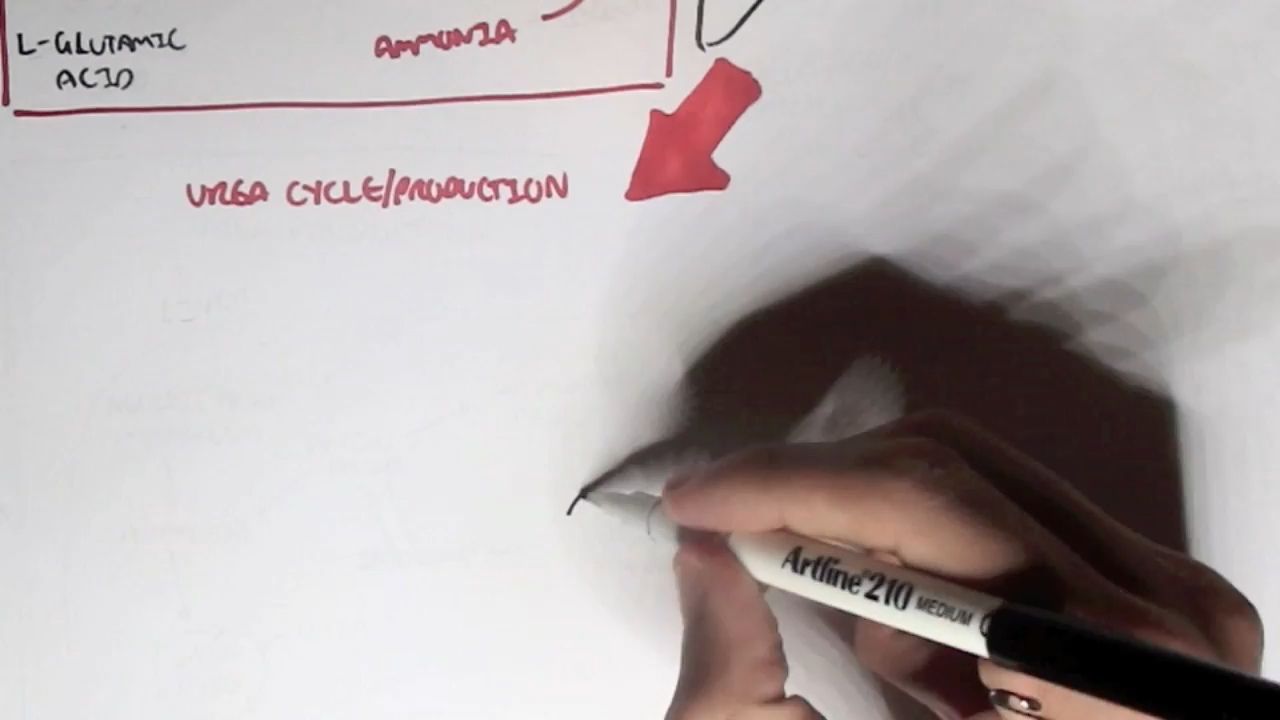 L-GLUTAMIC
ACID
AMMONIA
UREA CYCLE/PRODUCTION
Artline 210 MEDIUM